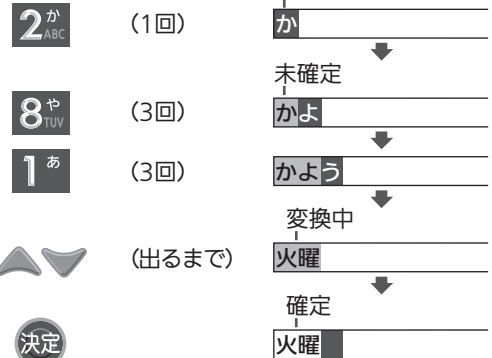 2 か ABC (1回) か
未確定
8 や TUV (3回) かよ
1 あ (3回) かよう
変換中
(出るまで) 火曜
確定
決定 火曜